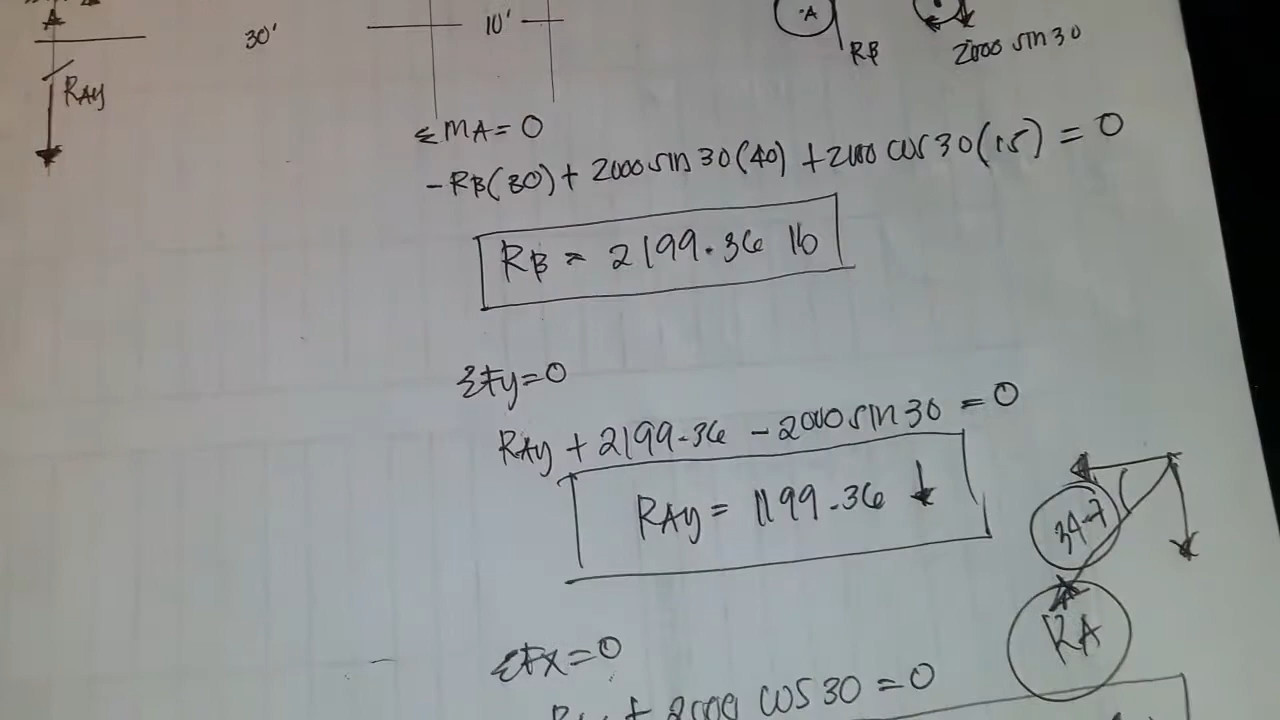 A
30'
10'
·A
RB
2000 sin 30
RAy
ΣMA=0
-RB(30)+ 2000 sin 30(40) +2000 cos 30(15) = 0
RB = 2199.36 lb
ΣFy=0
RAy + 2199.36 - 2000 sin 30 = 0
RAy = 1199.36 ↓
34.7
RA
ΣFx=0
+ 2000 cos 30 = 0